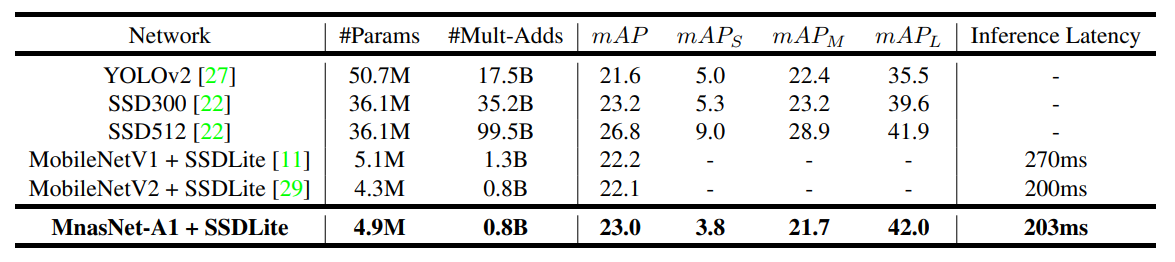 Network #Params #Mult-Adds mAP mAP_S mAP_M mAP_L Inference Latency
YOLOv2 [27] 50.7M 17.5B 21.6 5.0 22.4 35.5 -
SSD300 [22] 36.1M 35.2B 23.2 5.3 23.2 39.6 -
SSD512 [22] 36.1M 99.5B 26.8 9.0 28.9 41.9 -
MobileNetV1 + SSDLite [11] 5.1M 1.3B 22.2 - - - 270ms
MobileNetV2 + SSDLite [29] 4.3M 0.8B 22.1 - - - 200ms
MnasNet-A1 + SSDLite 4.9M 0.8B 23.0 3.8 21.7 42.0 203ms